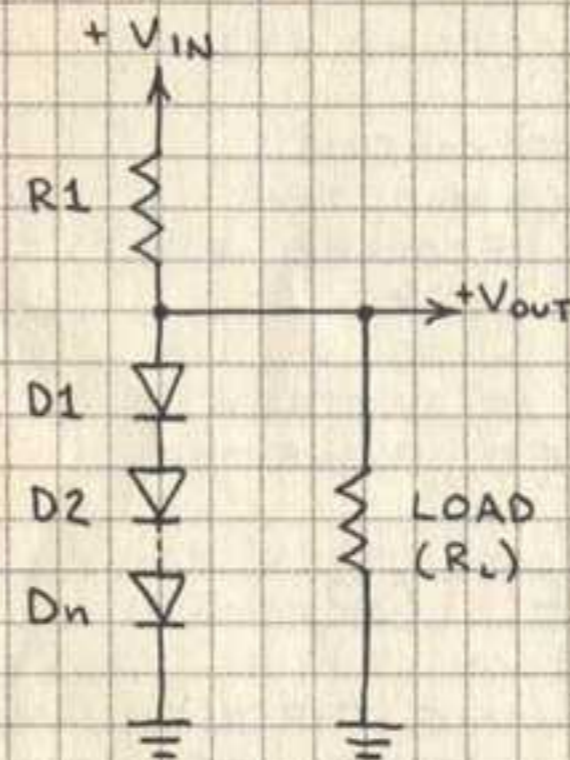 + VIN
R1
+VOUT
D1
D2
LOAD
(RL)
Dn